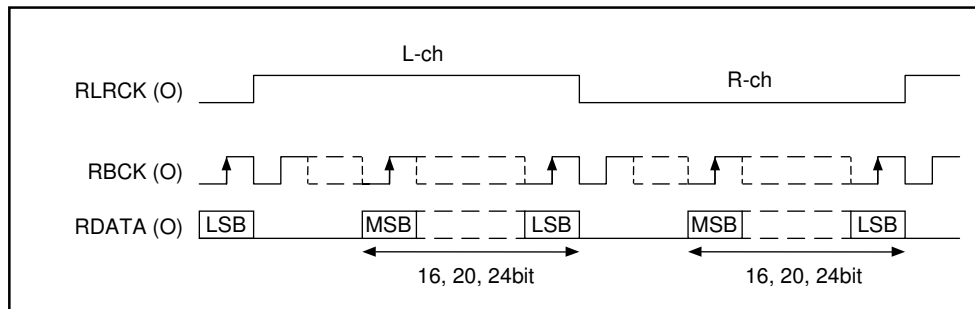 L-ch
RLRCK (O)
R-ch
RBCK (O)
RDATA (O) LSB MSB LSB MSB LSB
16, 20, 24bit 16, 20, 24bit